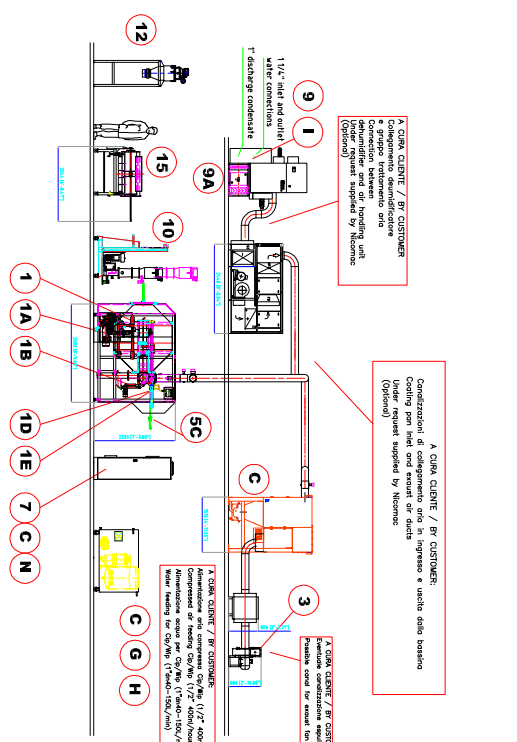 A CURA CLIENTE / BY CUSTOMER:
Canalizzazioni di collegamento aria in ingresso e uscita dalla bassina
Coating pan inlet and exaust air ducts
Under request supplied by Nicomac
(Optional)
A CURA CLIENTE / BY CUSTOMER
Collegamento deumidificatore
e gruppo trattamento aria
Connection between
dehumidifier and air handling unit
Under request supplied by Nicomac
(Optional)
A CURA CLIENTE / BY CUSTO
Eventuale canalizzazione espul
Possible canal for exaust fan
9
I
1 1/4" inlet and outlet
water connections
1" discharge condensate
9A
C
3
A CURA CLIENTE / BY CUSTOMER:
Alimentazione aria compressa Cip/Wip (1/2" 400n
Compressed air feeding Cip/Wip (1/2" 400nl/hour
Alimentazione acqua per Cip/Wip (1"dn40-150L/r
Water feeding for Cip/Wip (1"dn40-150L/min)
12
15
10
5C
1
1A
1B
1D
1E
7
C
N
C
G
H